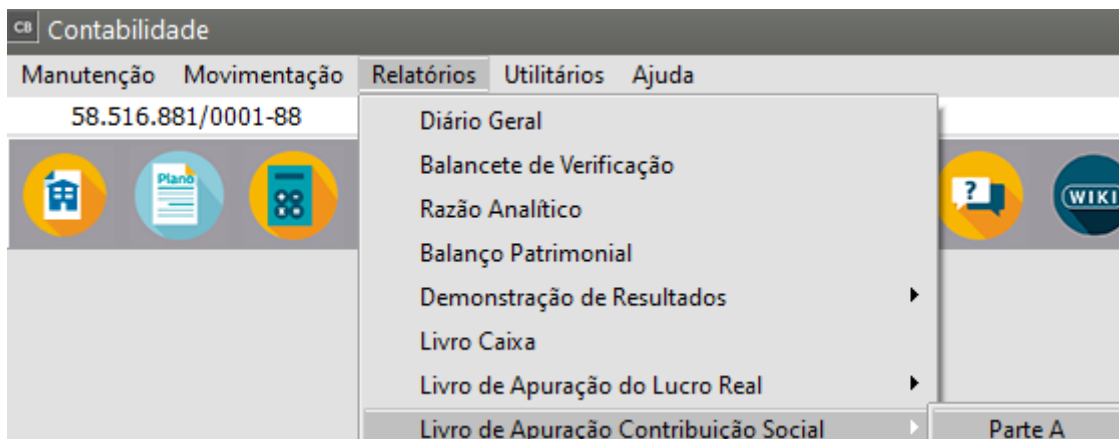 CB Contabilidade
Manutenção Movimentação Relatórios Utilitários Ajuda
58.516.881/0001-88
Diário Geral
Plano
Balancete de Verificação
?
WIKI
Razão Analítico
Balanço Patrimonial
Demonstração de Resultados
Livro Caixa
Livro de Apuração do Lucro Real
Livro de Apuração Contribuição Social
Parte A